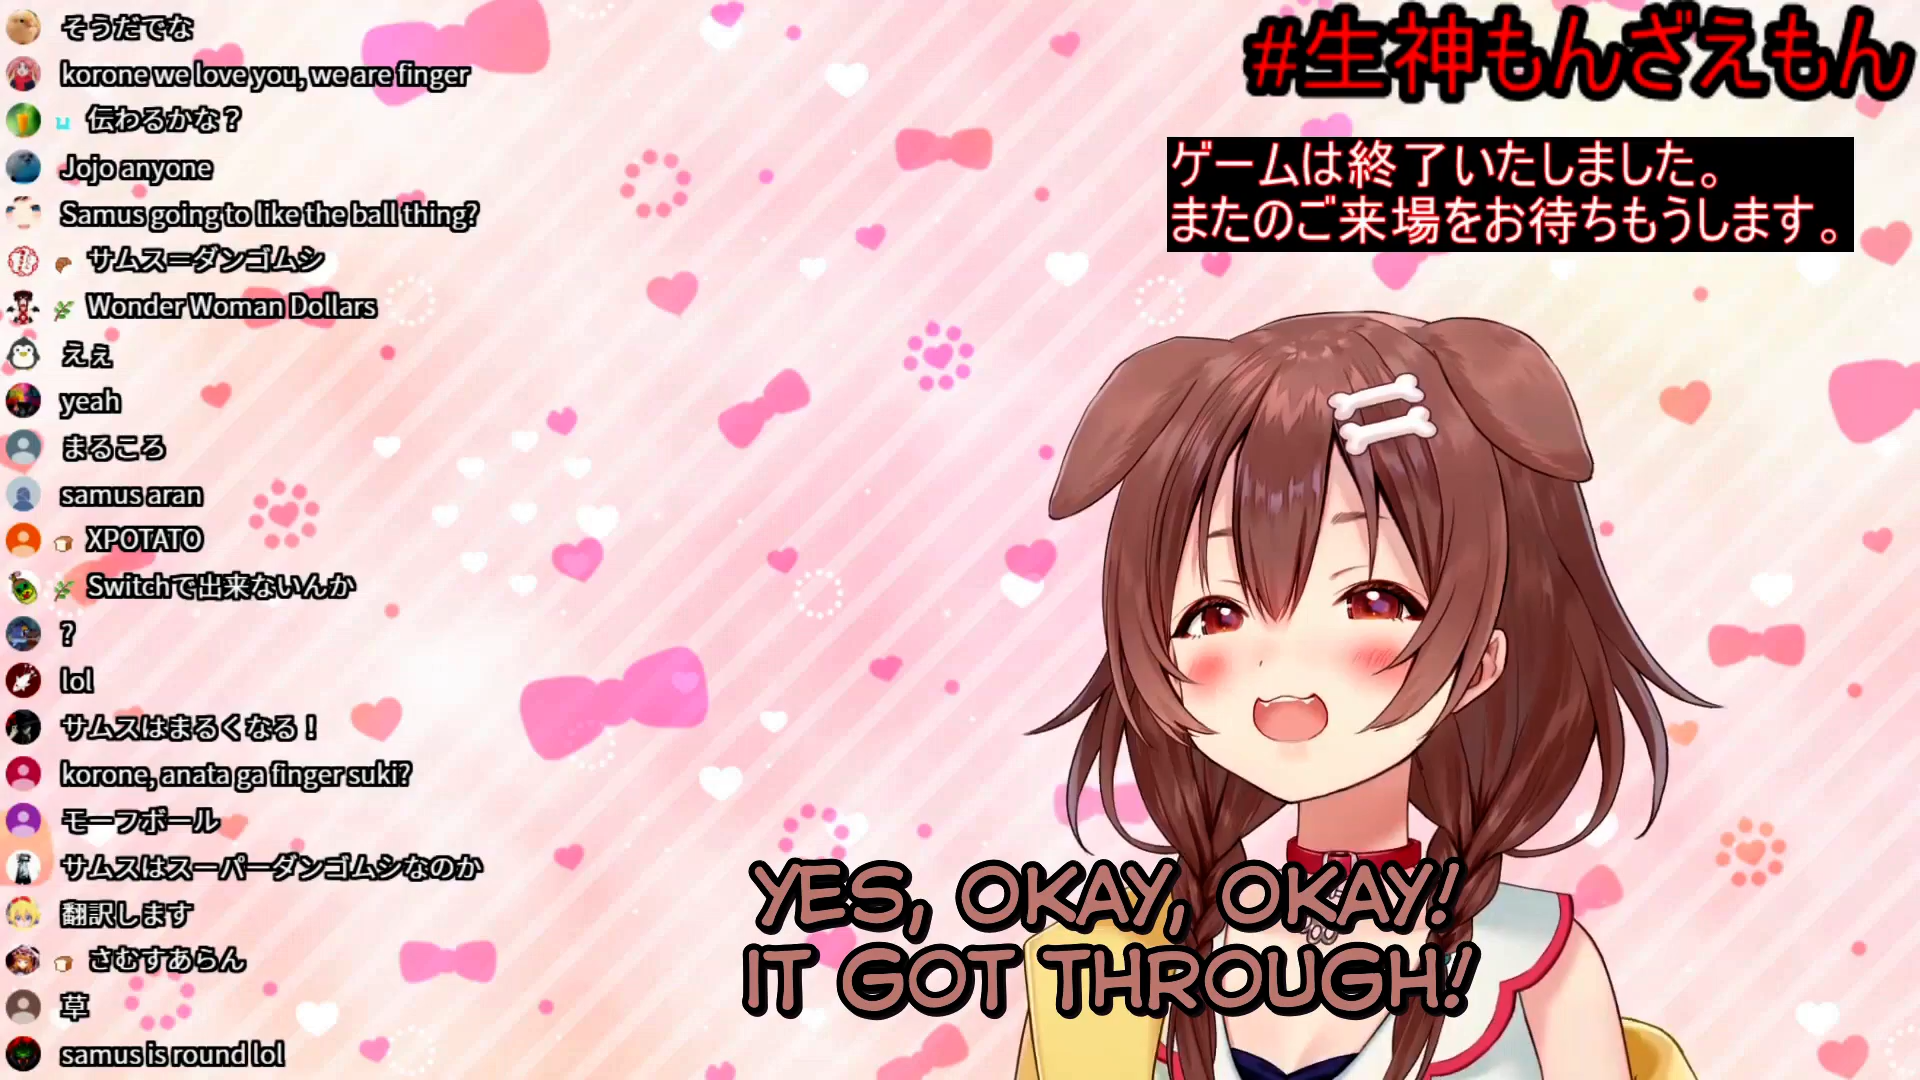 そうだでな
korone we love you, we are finger
伝わるかな？
Jojo anyone
Samus going to like the ball thing?
サムス＝ダンゴムシ
Wonder Woman Dollars
えぇ
yeah
まるころ
samus aran
XPOTATO
Switchで出来ないんか
?
lol
サムスはまるくなる！
korone, anata ga finger suki?
モーフボール
サムスはスーパーダンゴムシなのか
翻訳します
さむすあらん
草
samus is round lol
#生神もんざえもん
ゲームは終了いたしました。
またのご来場をお待ちもうします。
YES, OKAY, OKAY!
IT GOT THROUGH!